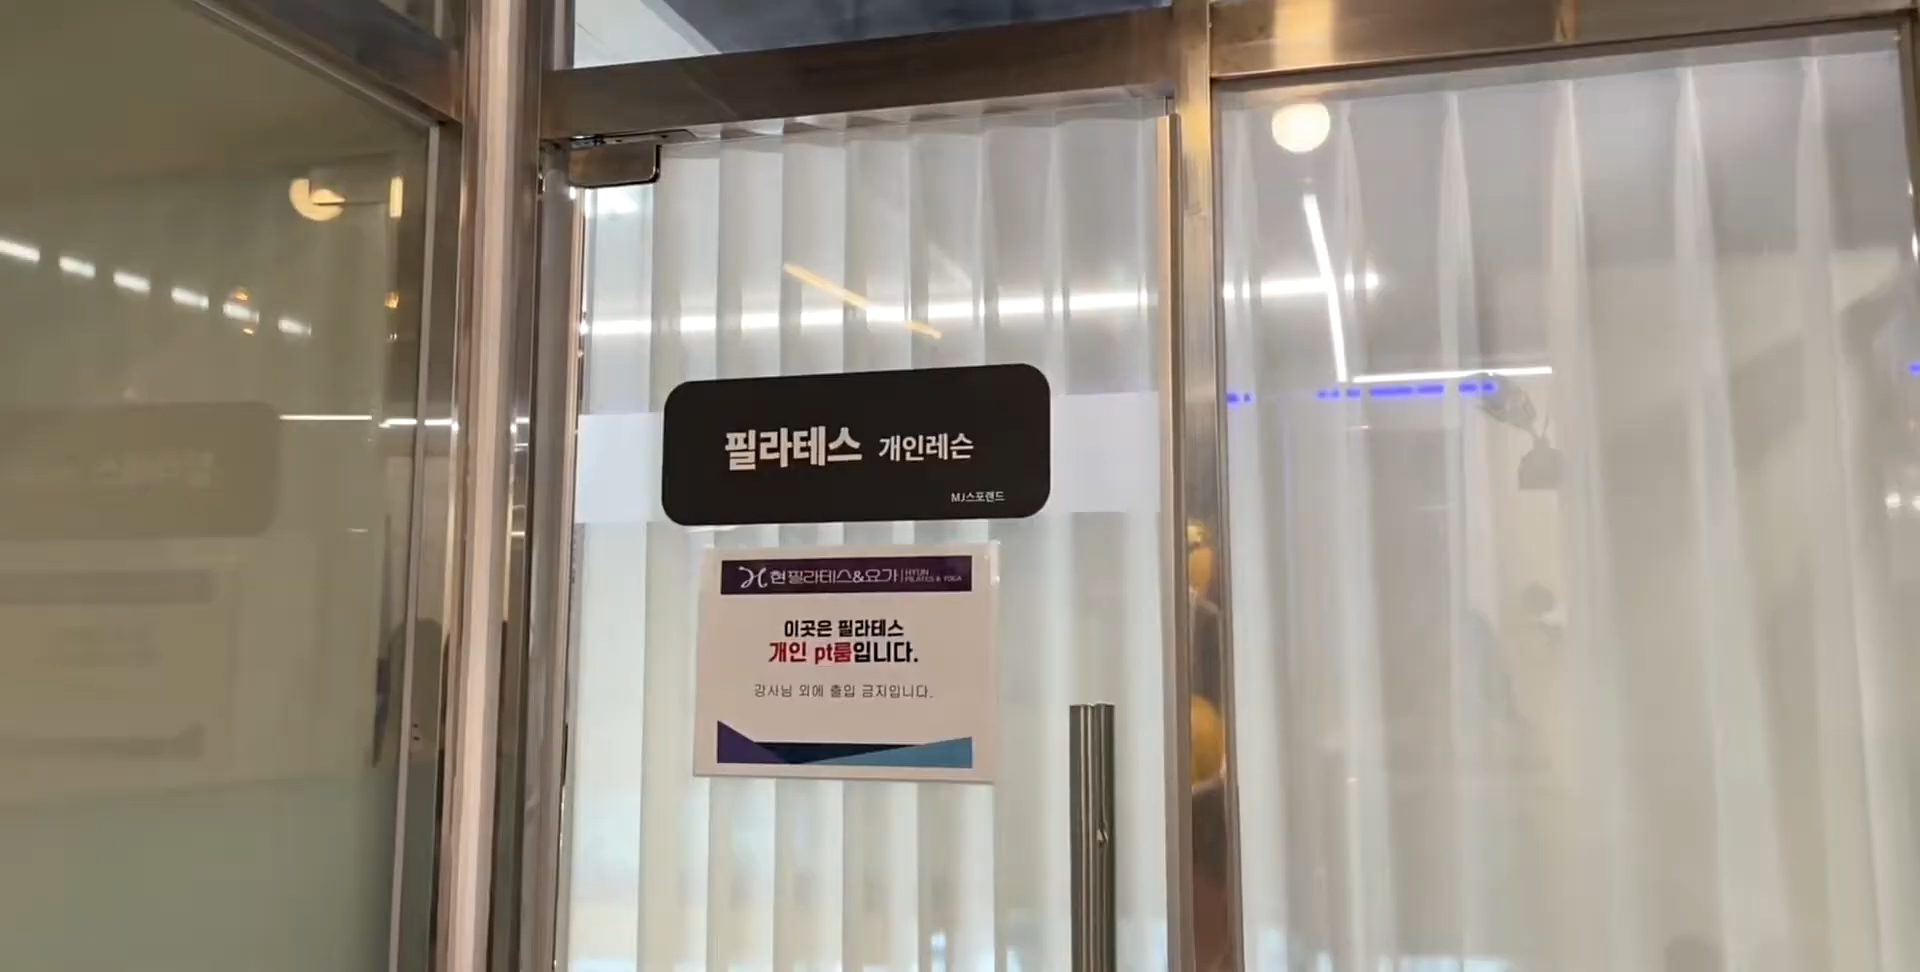 필라테스 개인레슨
MJ스포랜드
현필라테스&요가 HYUN PILATES & YOGA
이곳은 필라테스
개인 pt룸입니다.
강사님 외에 출입 금지입니다.